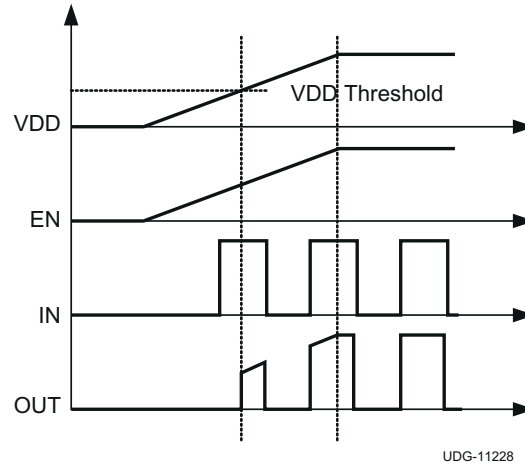 VDD Threshold
VDD
EN
IN
OUT
UDG-11228